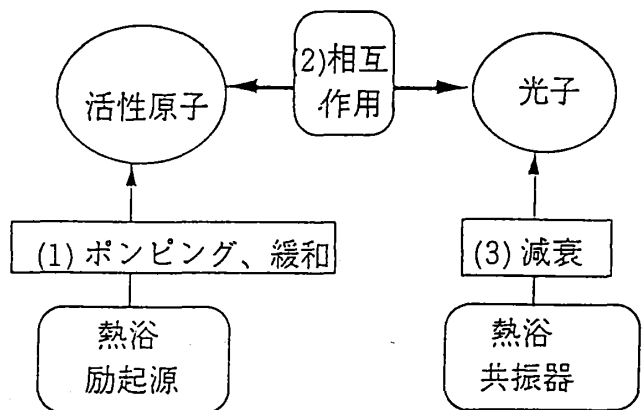 (2)相互
作用
活性原子
光子
(1) ポンピング、緩和
(3) 減衰
熱浴
励起源
熱浴
共振器